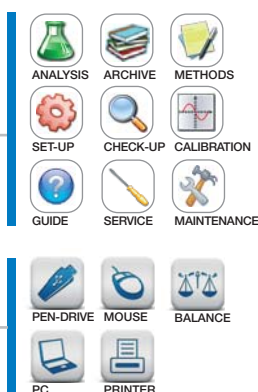 ANALYSIS ARCHIVE METHODS
SET-UP CHECK-UP CALIBRATION
GUIDE SERVICE MAINTENANCE
PEN-DRIVE MOUSE BALANCE
PC PRINTER